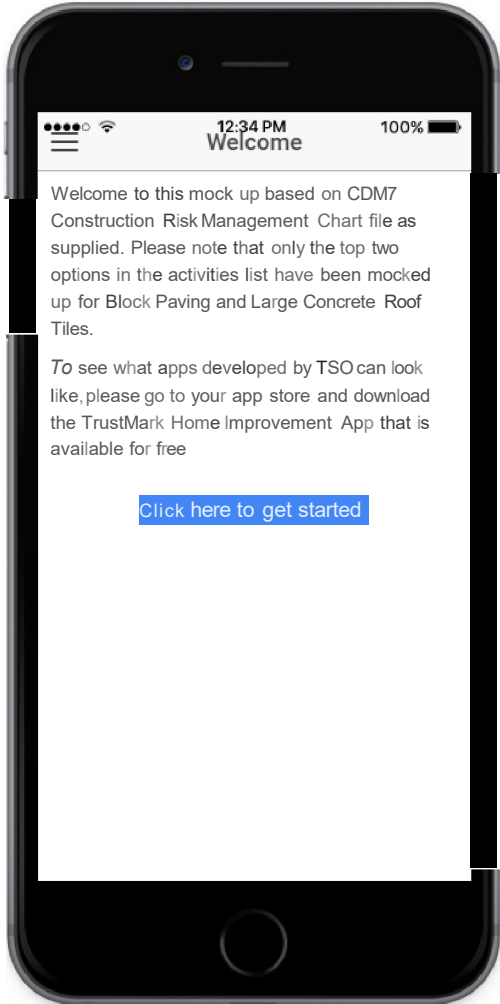 12:34 PM 100%
Welcome
Welcome to this mock up based on CDM7
Construction Risk Management Chart file as
supplied. Please note that only the top two
options in the activities list have been mocked
up for Block Paving and Large Concrete Roof
Tiles.
To see what apps developed by TSO can look
like, please go to your app store and download
the TrustMark Home Improvement App that is
available for free
Click here to get started